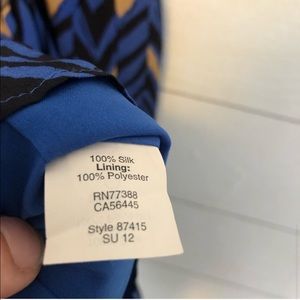 100% Silk
Lining:
100% Polyester
RN77388
CA56445
Style 87415
SU 12